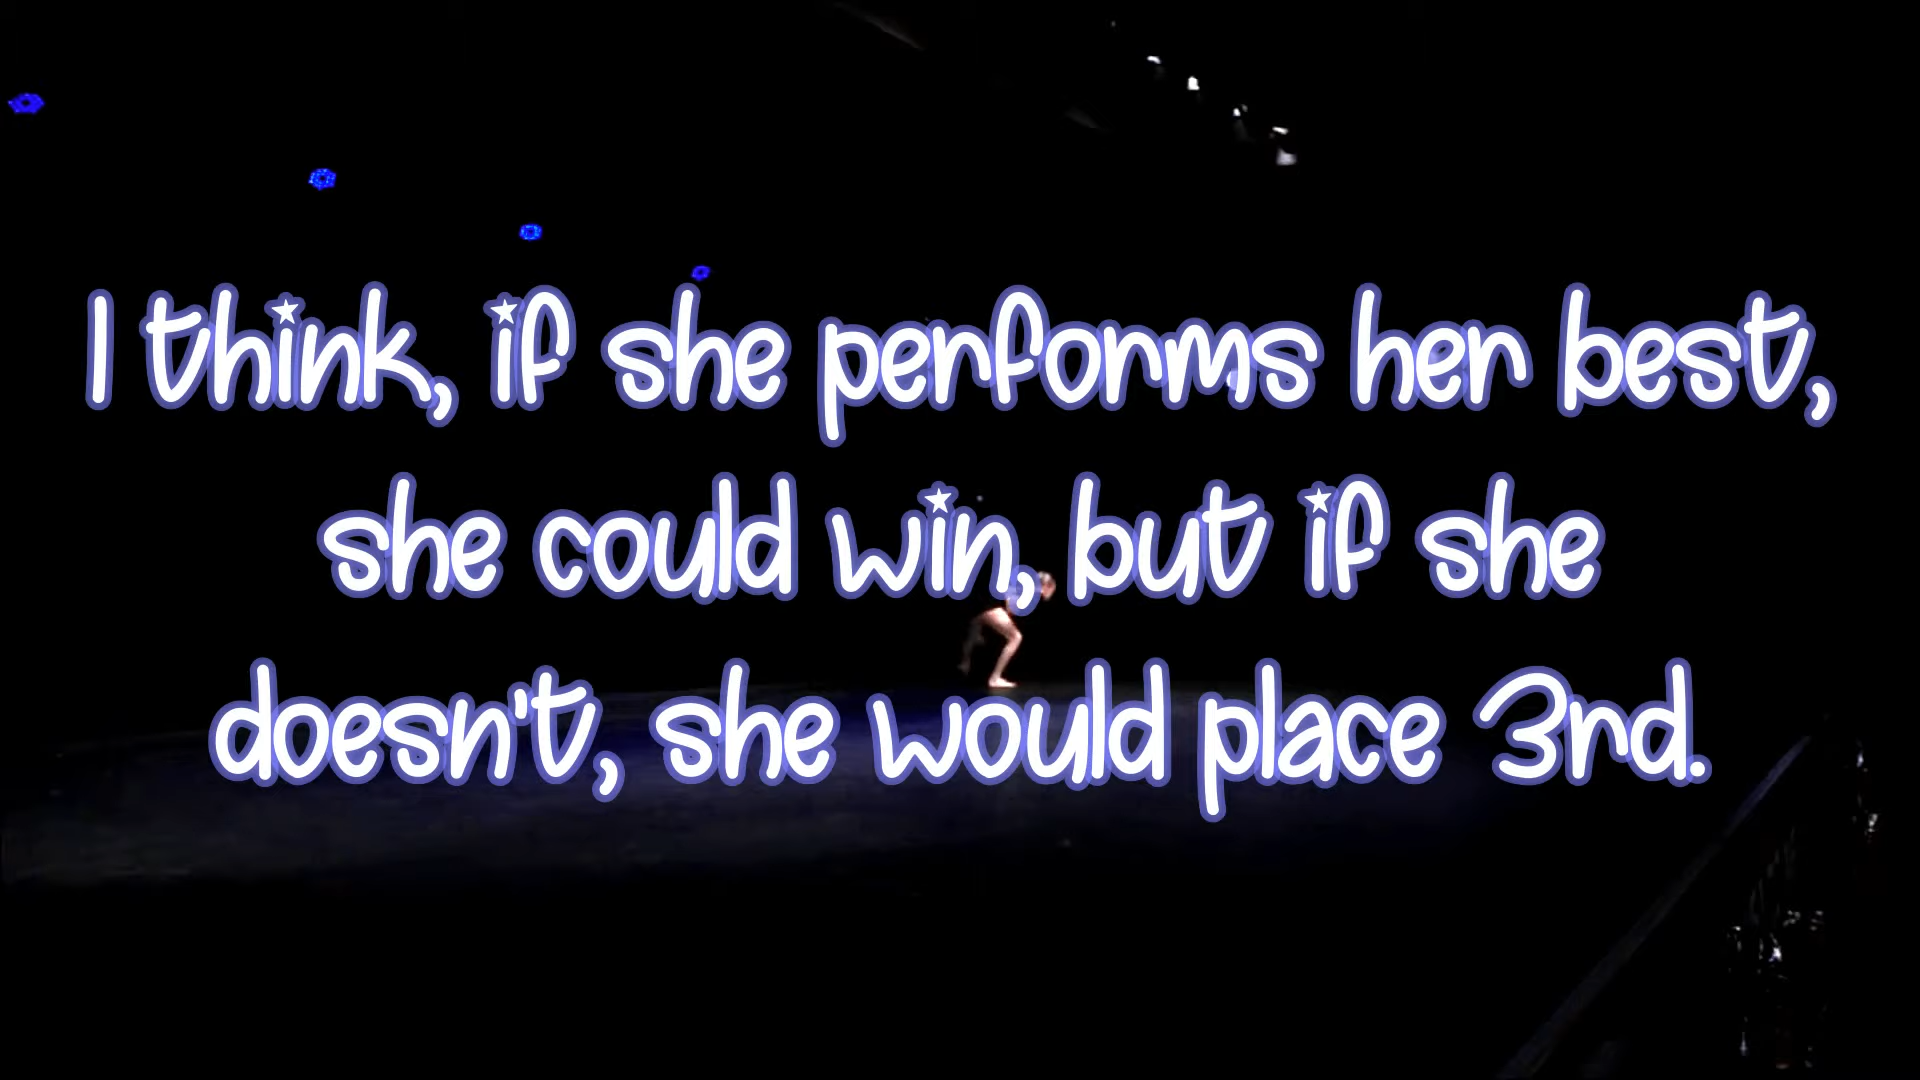 I think, if she performs her best,
she could win, but if she
doesn't, she would place 3rd.